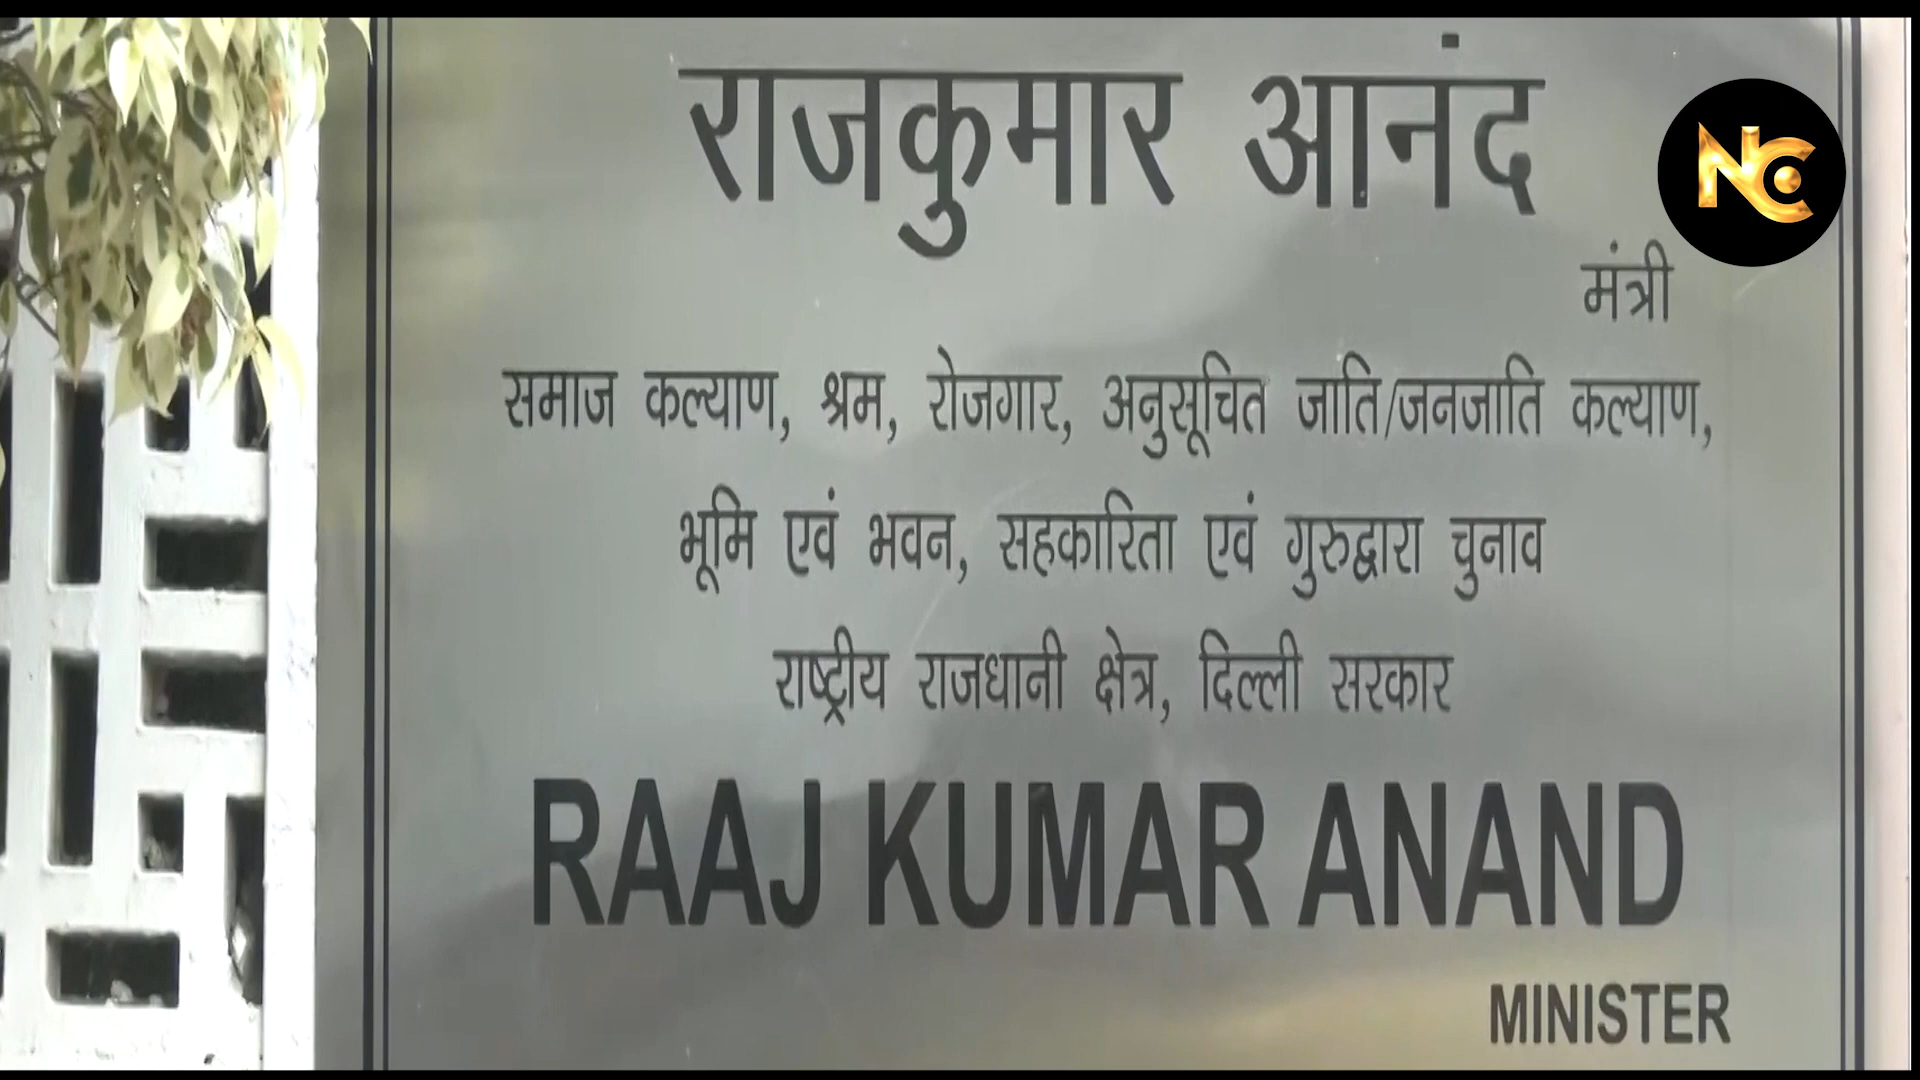 राजकुमार आनंद
NC
मंत्री
समाज कल्याण, श्रम, रोजगार, अनुसूचित जाति/जनजाति कल्याण,
भूमि एवं भवन, सहकारिता एवं गुरुद्वारा चुनाव
राष्ट्रीय राजधानी क्षेत्र, दिल्ली सरकार
RAAJ KUMAR ANAND
MINISTER